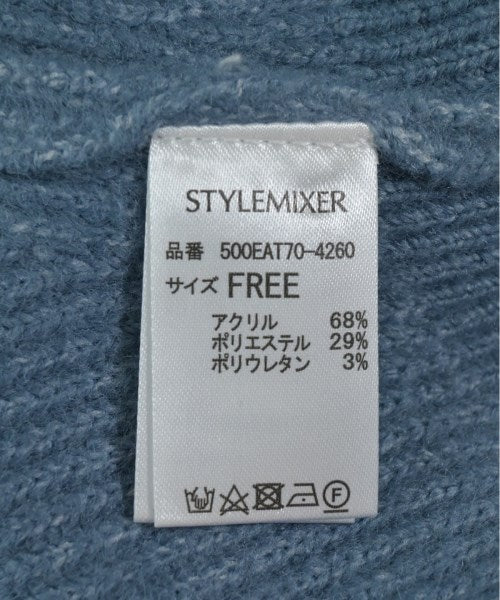 STYLEMIXER
品番 500EAT70-4260
サイズ FREE
アクリル 68%
ポリエステル 29%
ポリウレタン 3%
F